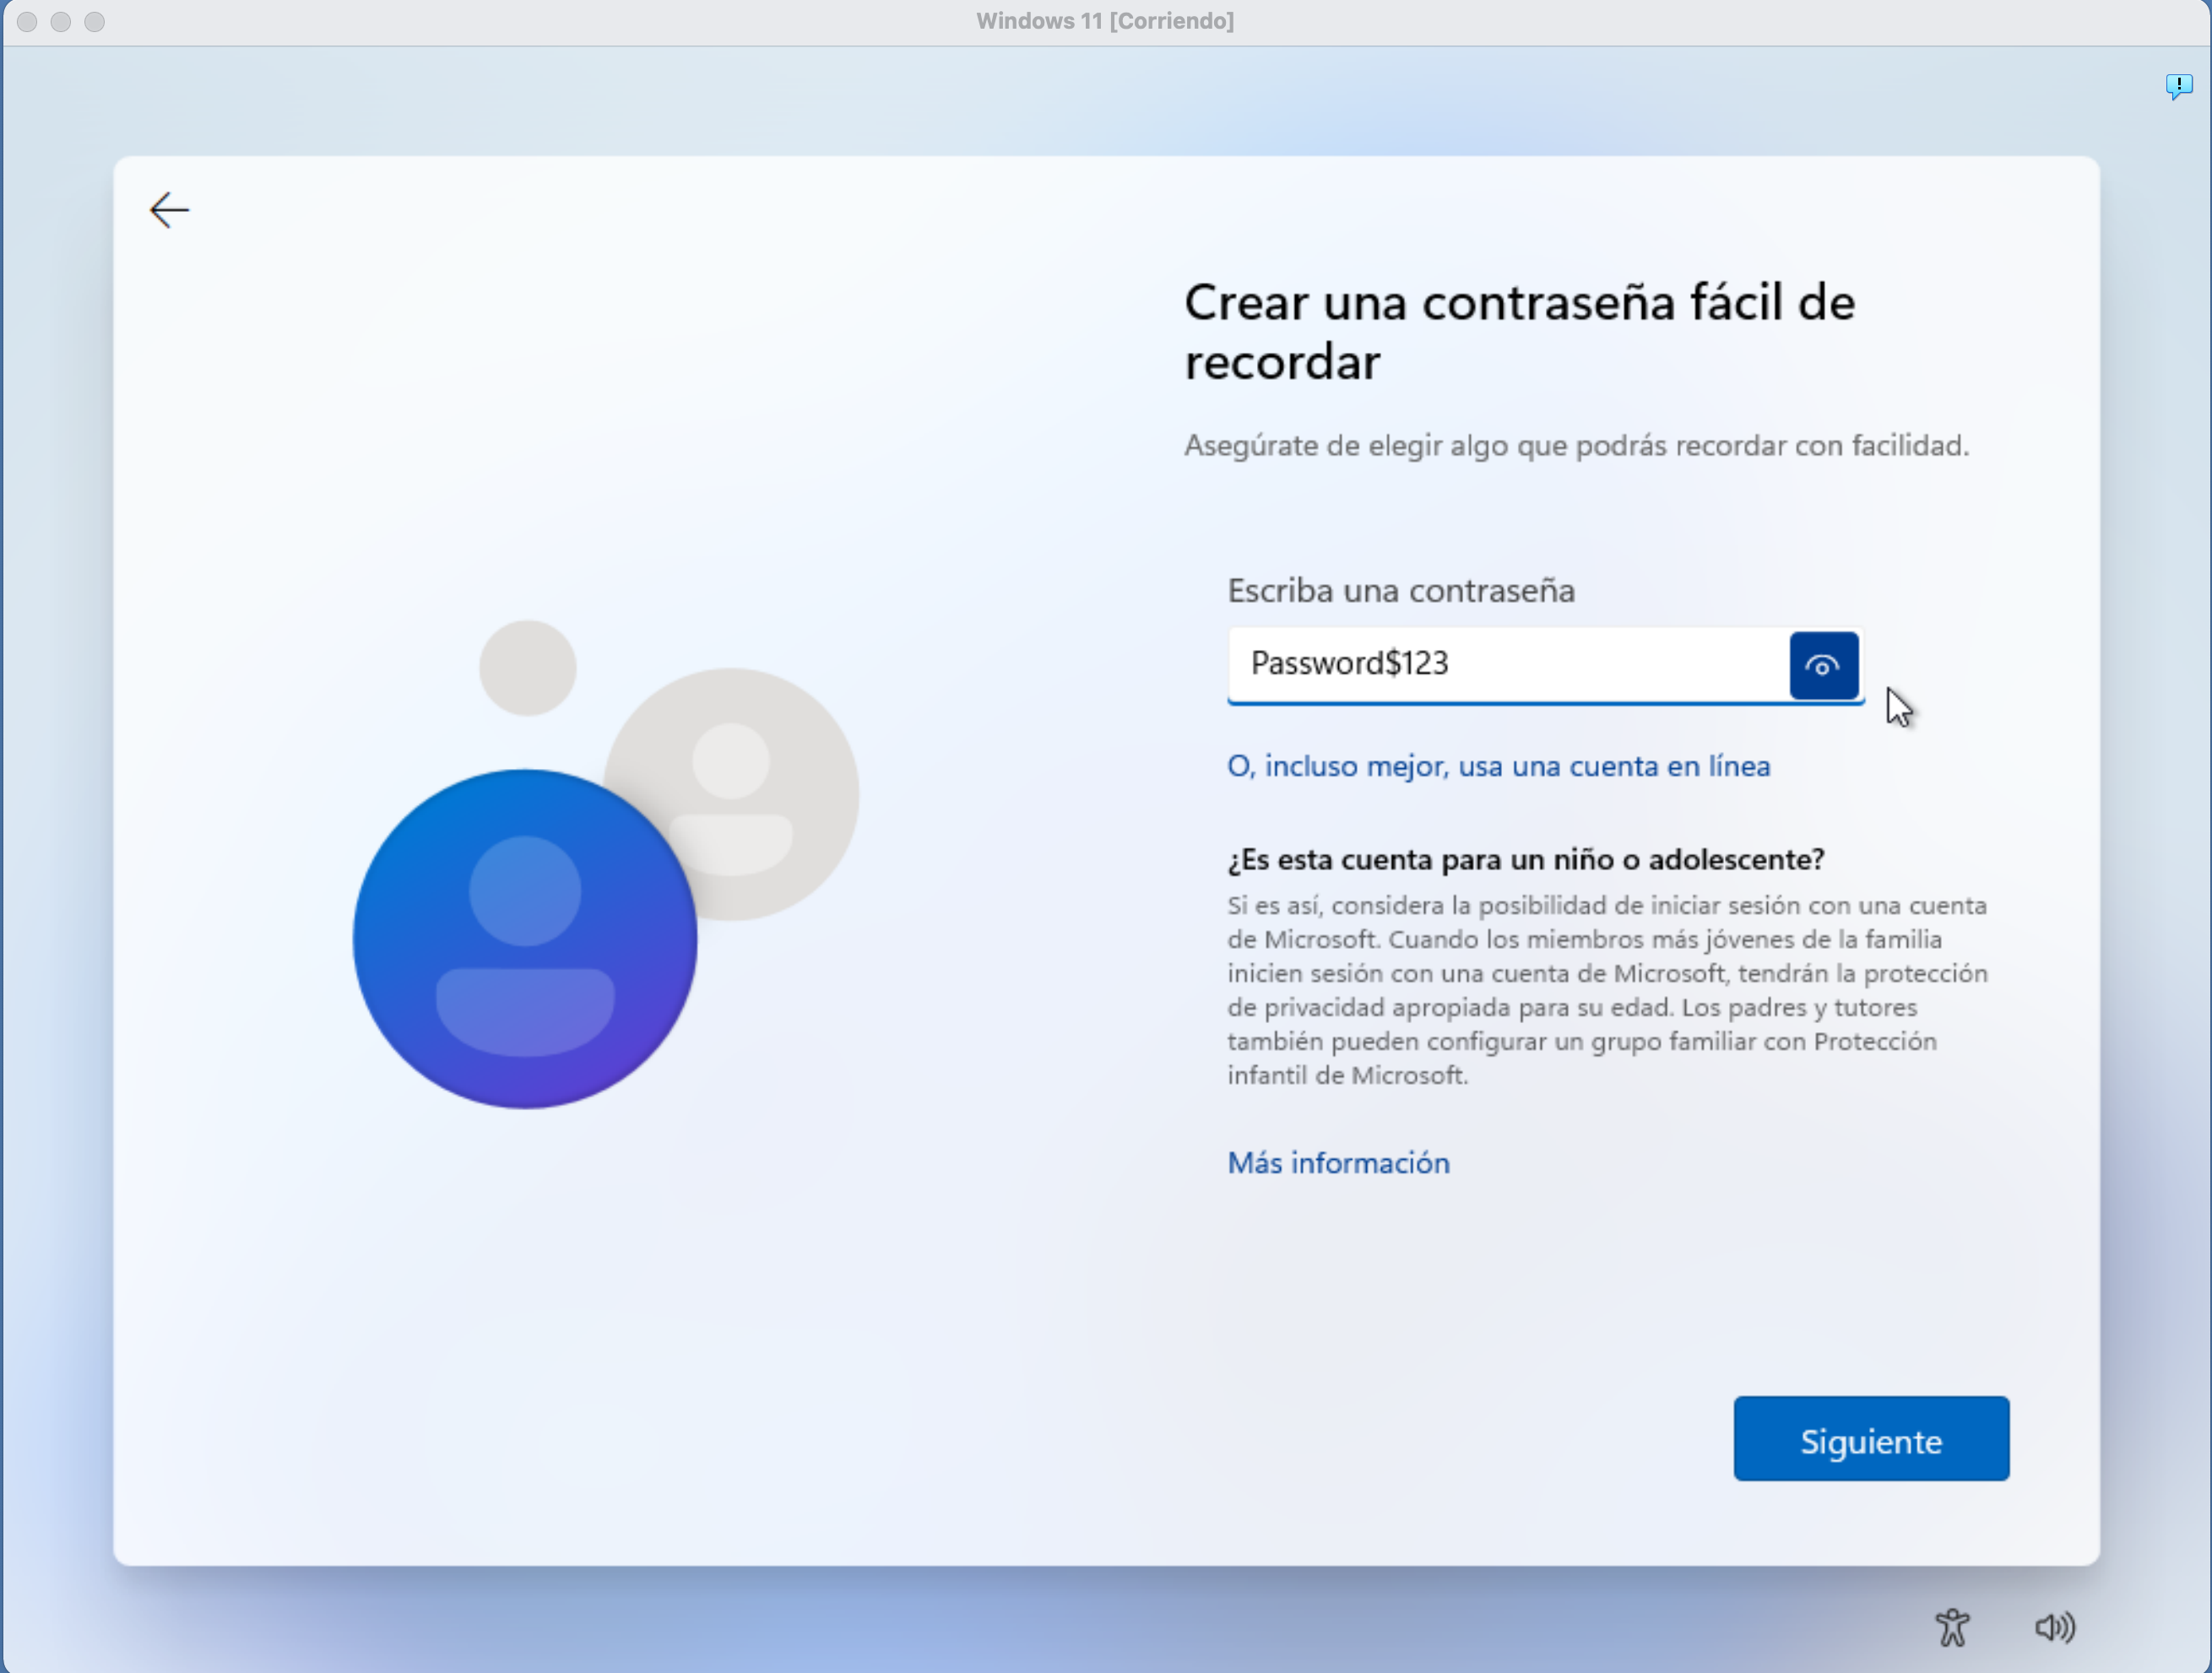 Windows 11 [Corriendo]
Crear una contraseña fácil de
recordar
Asegúrate de elegir algo que podrás recordar con facilidad.
Escriba una contraseña
Password$123
O, incluso mejor, usa una cuenta en línea
¿Es esta cuenta para un niño o adolescente?
Si es así, considera la posibilidad de iniciar sesión con una cuenta
de Microsoft. Cuando los miembros más jóvenes de la familia
inicien sesión con una cuenta de Microsoft, tendrán la protección
de privacidad apropiada para su edad. Los padres y tutores
también pueden configurar un grupo familiar con Protección
infantil de Microsoft.
Más información
Siguiente